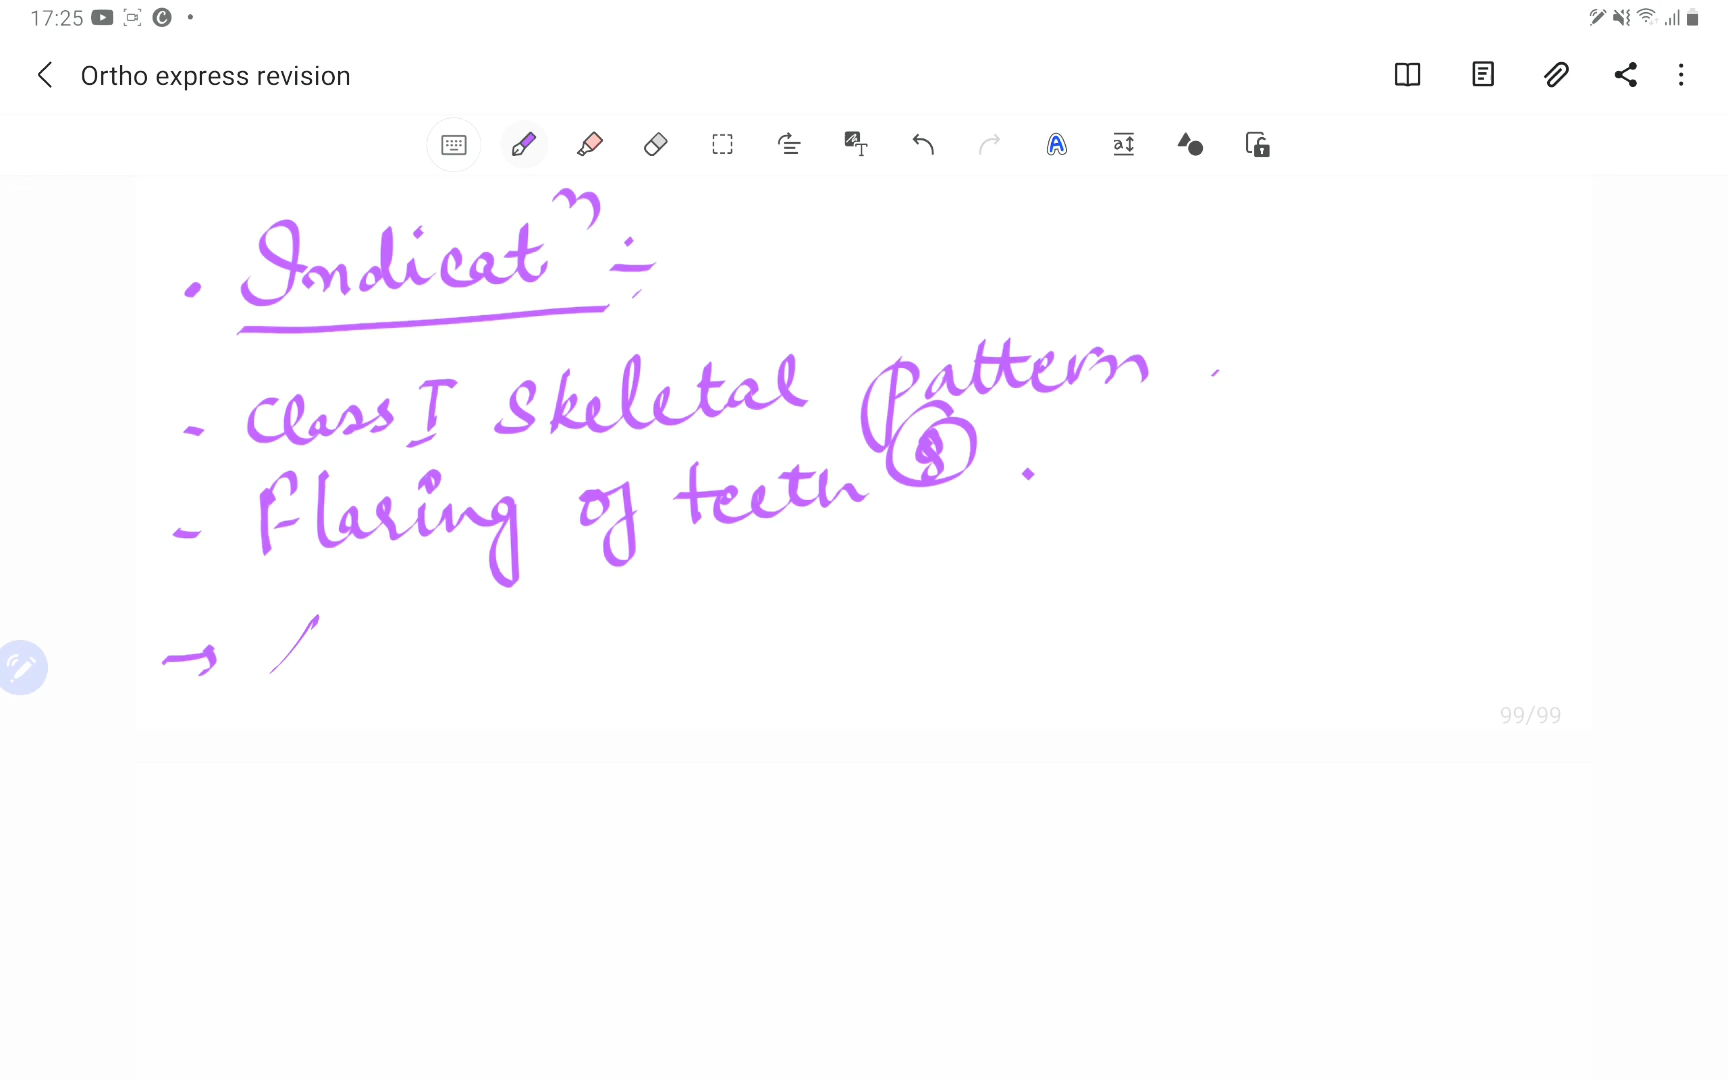 17:25
Ortho express revision
. Indicatⁿ :-
- Class I Skeletal pattern .
- Flaring of teeth .
→
99/99